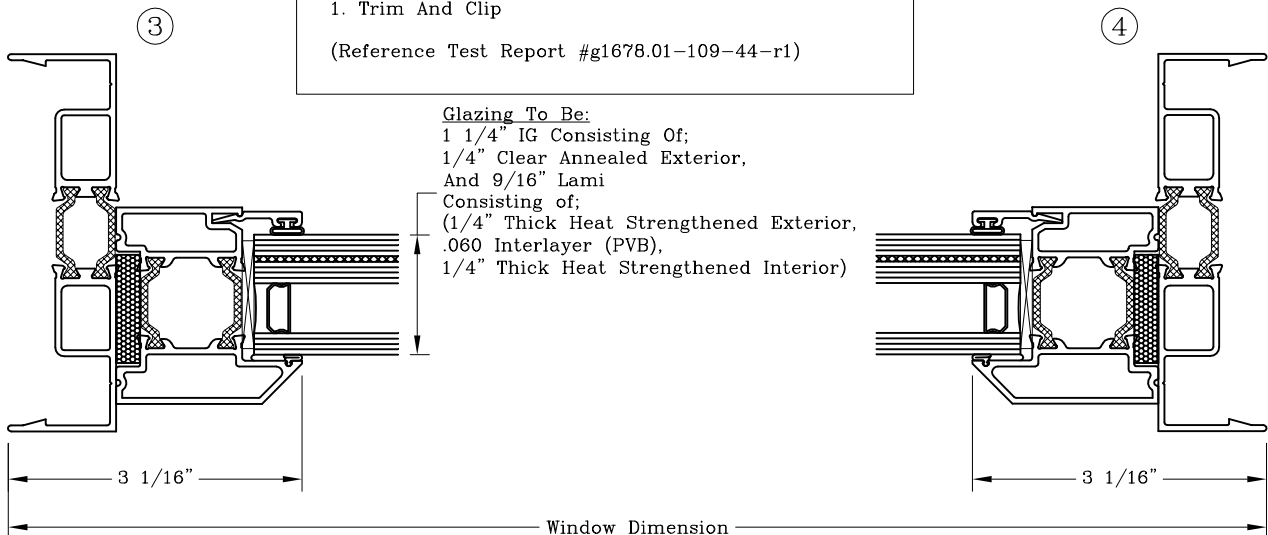 1. Trim And Clip
(Reference Test Report #g1678.01-109-44-r1)
3
4
Glazing To Be:
1 1/4" IG Consisting Of;
1/4" Clear Annealed Exterior,
And 9/16" Lami
Consisting of;
(1/4" Thick Heat Strengthened Exterior,
.060 Interlayer (PVB),
1/4" Thick Heat Strengthened Interior)
3 1/16"
3 1/16"
Window Dimension